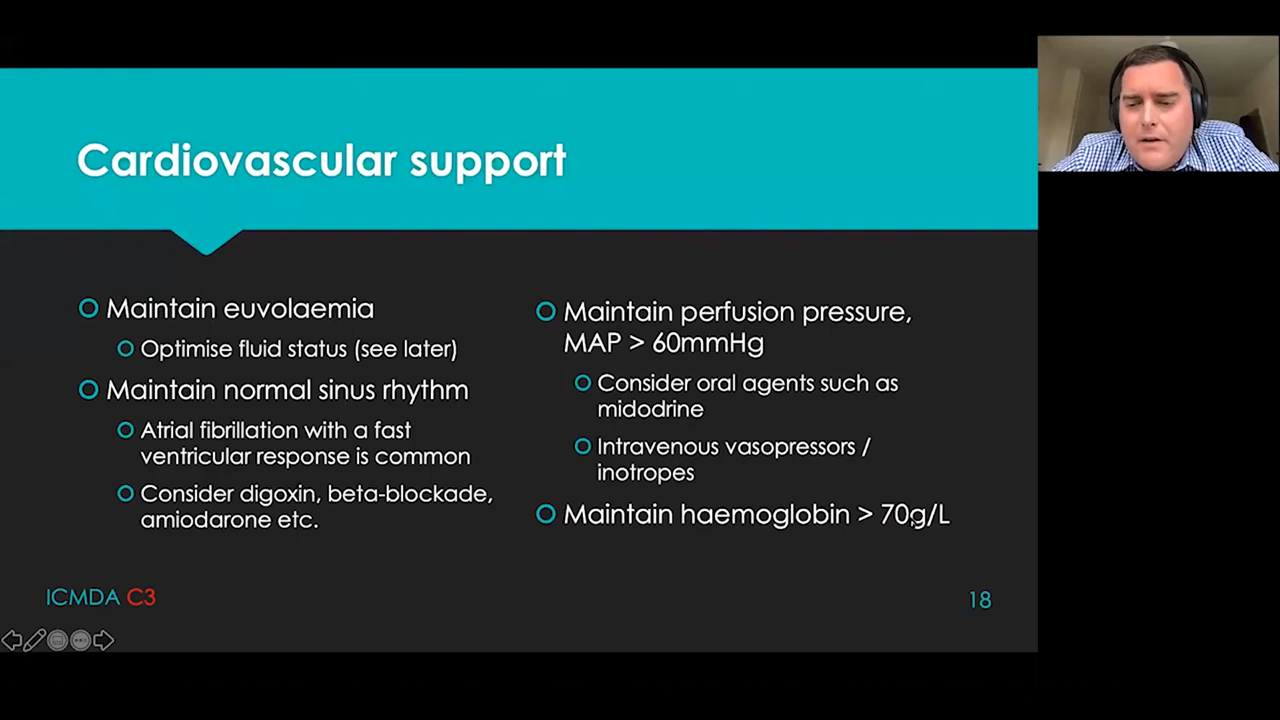 Cardiovascular support
Maintain euvolaemia
Optimise fluid status (see later)
Maintain normal sinus rhythm
Atrial fibrillation with a fast
ventricular response is common
Consider digoxin, beta-blockade,
amiodarone etc.
Maintain perfusion pressure,
MAP > 60mmHg
Consider oral agents such as
midodrine
Intravenous vasopressors /
inotropes
Maintain haemoglobin > 70g/L
ICMDA C3
18